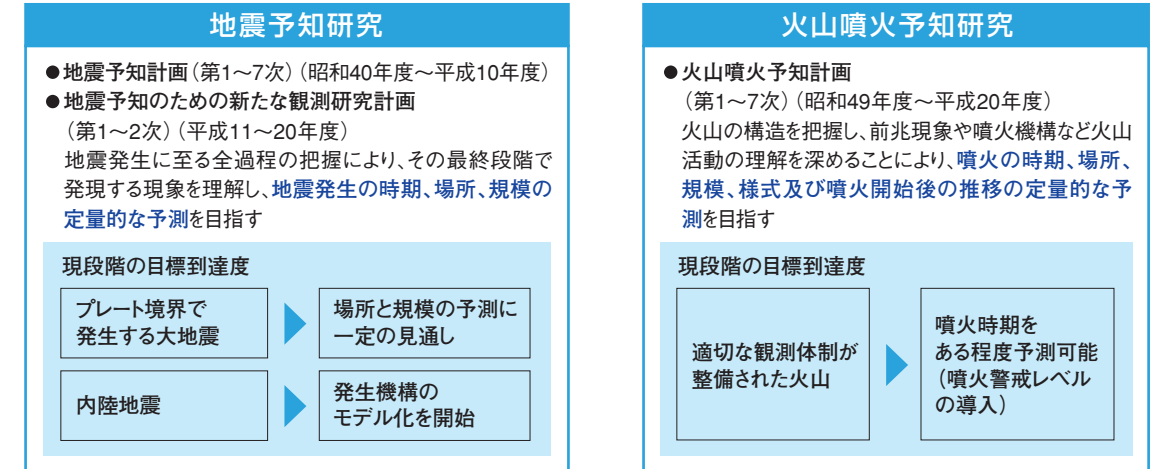 地震予知研究
●地震予知計画（第1～7次）（昭和40年度～平成10年度）
●地震予知のための新たな観測研究計画
（第1～2次）（平成11～20年度）
地震発生に至る全過程の把握により、その最終段階で
発現する現象を理解し、地震発生の時期、場所、規模の
定量的な予測を目指す
現段階の目標到達度
プレート境界で
発生する大地震
場所と規模の予測に
一定の見通し
内陸地震
発生機構の
モデル化を開始
火山噴火予知研究
●火山噴火予知計画
（第1～7次）（昭和49年度～平成20年度）
火山の構造を把握し、前兆現象や噴火機構など火山
活動の理解を深めることにより、噴火の時期、場所、
規模、様式及び噴火開始後の推移の定量的な予
測を目指す
現段階の目標到達度
適切な観測体制が
整備された火山
噴火時期を
ある程度予測可能
（噴火警戒レベル
の導入）